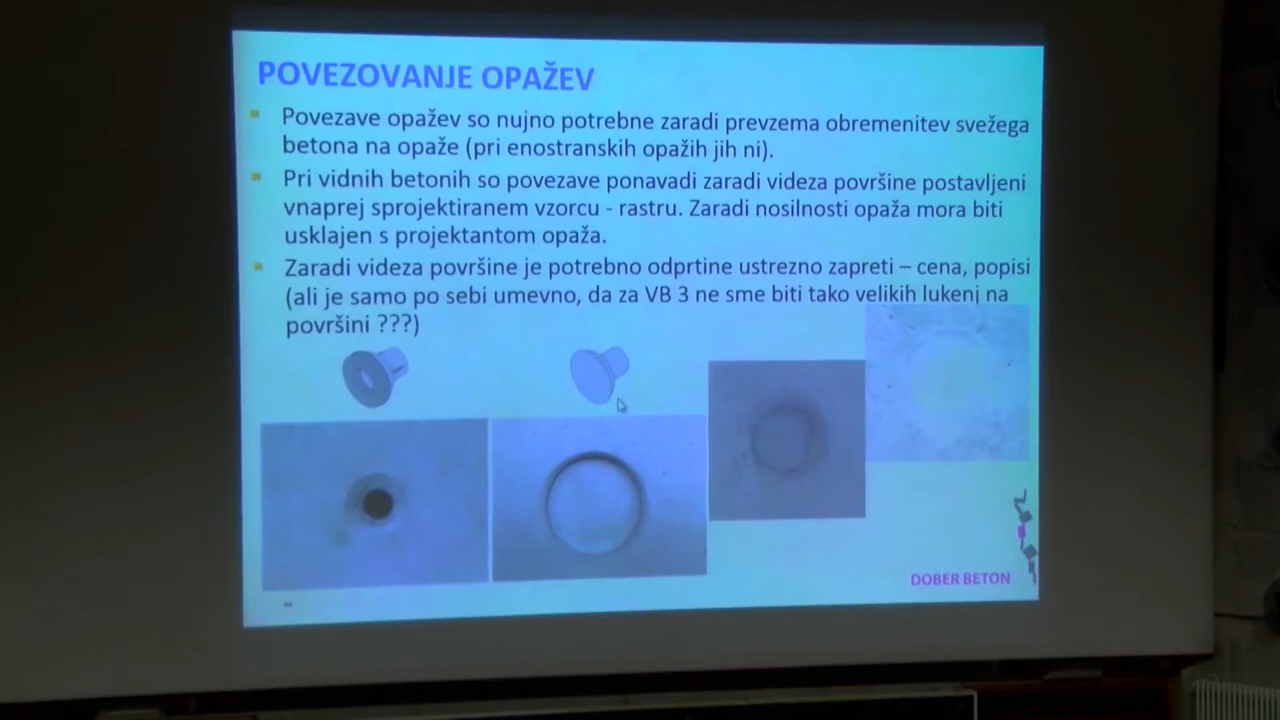 POVEZOVANJE OPAŽEV
Povezave opažev so nujno potrebne zaradi prevzema obremenitev svežega
betona na opaže (pri enostranskih opažih jih ni).
Pri vidnih betonih so povezave ponavadi zaradi videza površine postavljeni
vnaprej sprojektiranem vzorcu - rastru. Zaradi nosilnosti opaža mora biti
usklajen s projektantom opaža.
Zaradi videza površine je potrebno odprtine ustrezno zapreti – cena, popisi
(ali je samo po sebi umevno, da za VB 3 ne sme biti tako velikih lukenj na
površini ???)
DOBER BETON